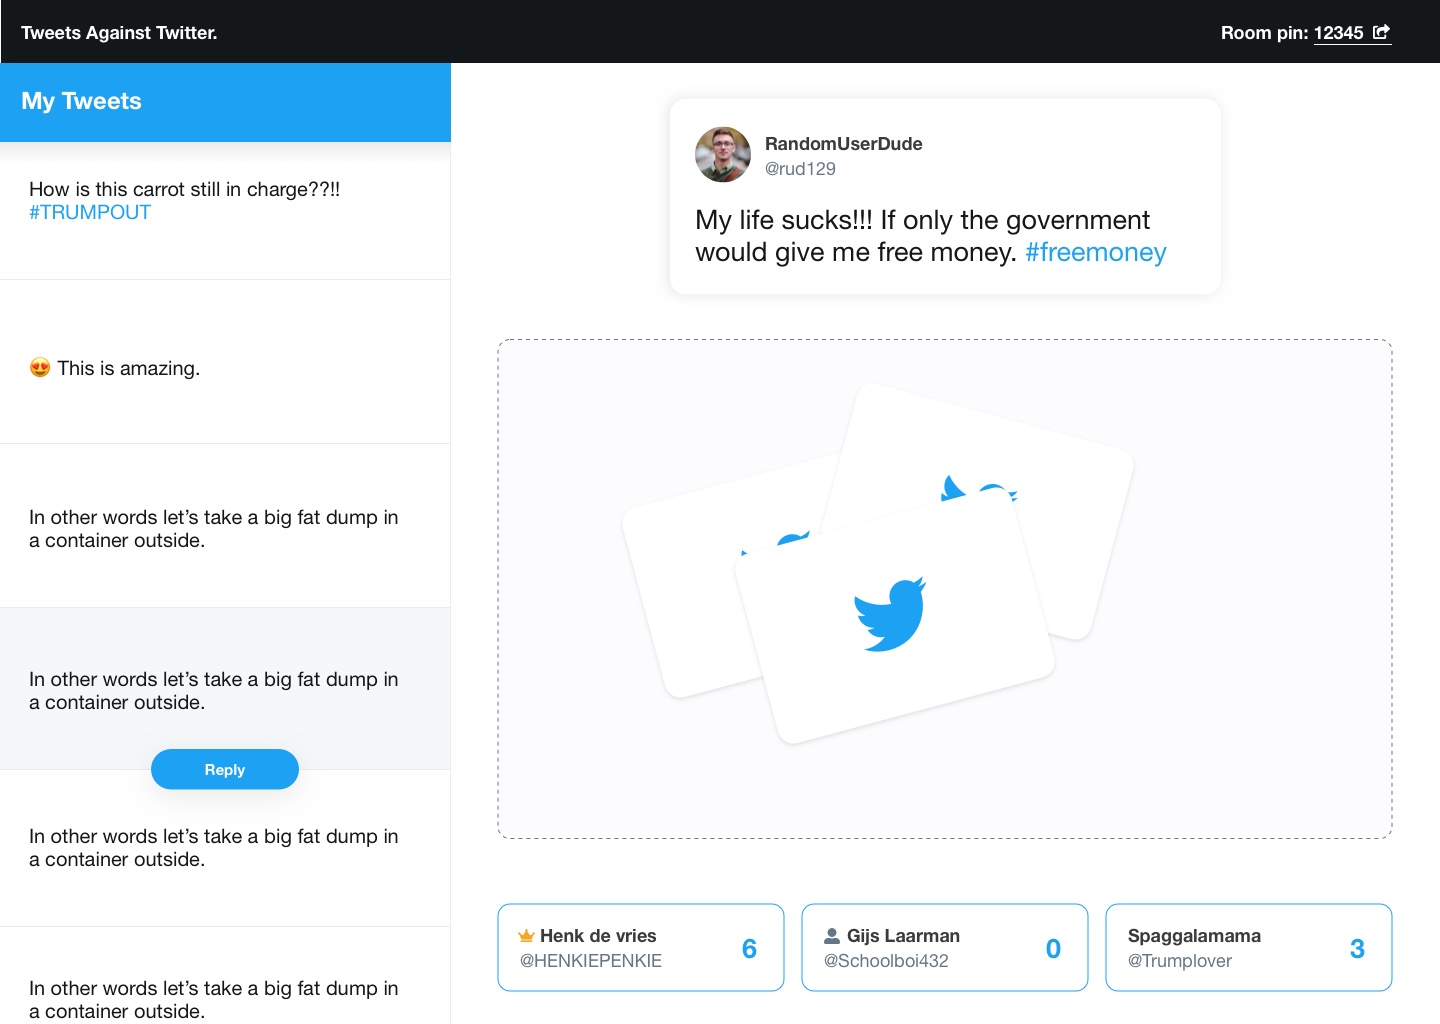 Tweets Against Twitter.
Room pin: 12345
My Tweets
How is this carrot still in charge??!!
#TRUMPOUT
😍 This is amazing.
In other words let’s take a big fat dump in
a container outside.
In other words let’s take a big fat dump in
a container outside.
Reply
In other words let’s take a big fat dump in
a container outside.
In other words let’s take a big fat dump in
a container outside.
RandomUserDude
@rud129
My life sucks!!! If only the government
would give me free money. #freemoney
Henk de vries
@HENKIEPENKIE
6
Gijs Laarman
@Schoolboi432
0
Spaggalamama
@Trumplover
3